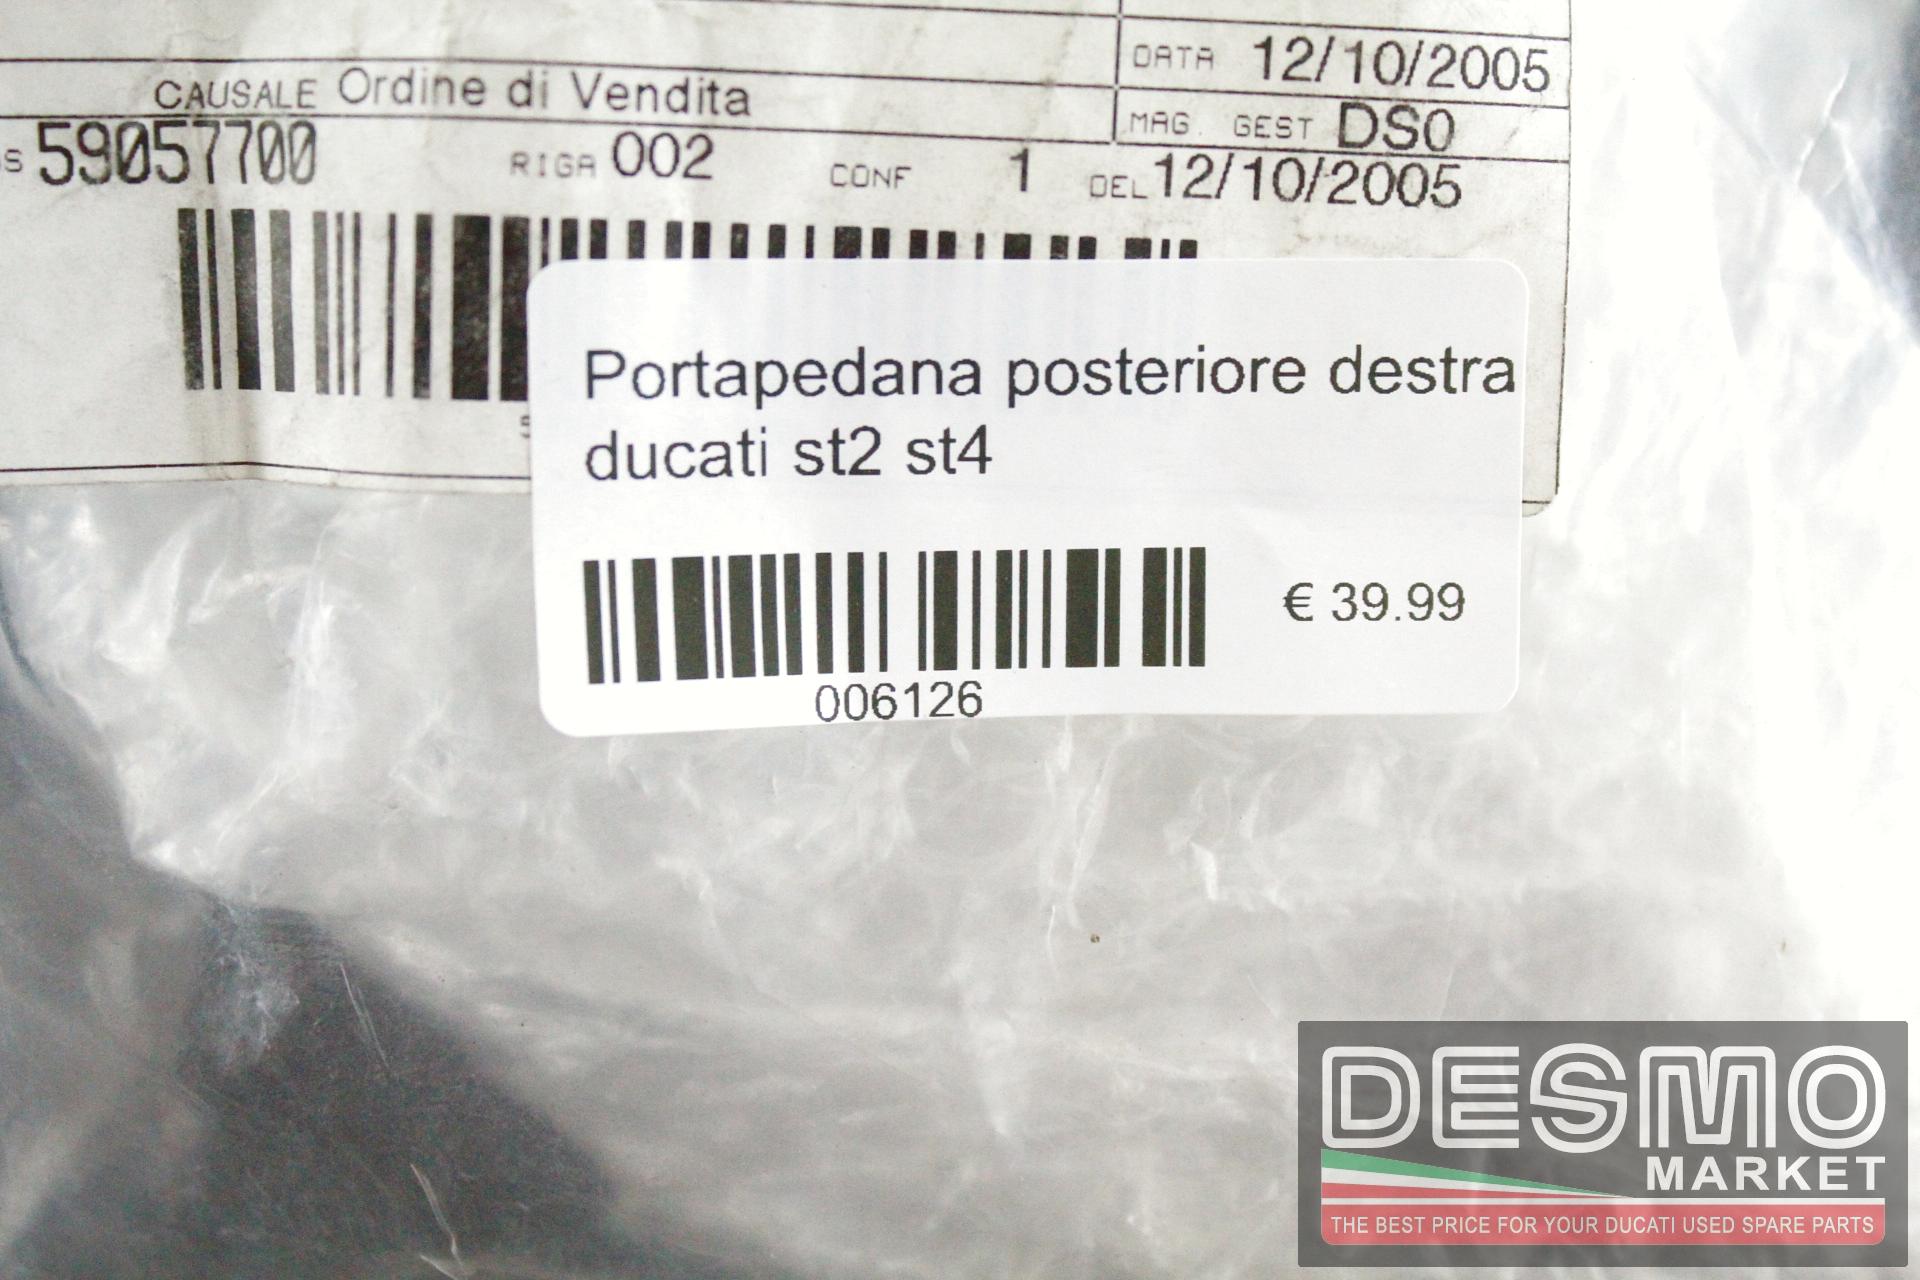 DATA 12/10/2005
CAUSALE Ordine di Vendita
MAG. GEST DS0
59057700 RIGA 002 CONF 1 DEL 12/10/2005
Portapedana posteriore destra
ducati st2 st4
€ 39.99
006126
DESMO
MARKET
THE BEST PRICE FOR YOUR DUCATI USED SPARE PARTS